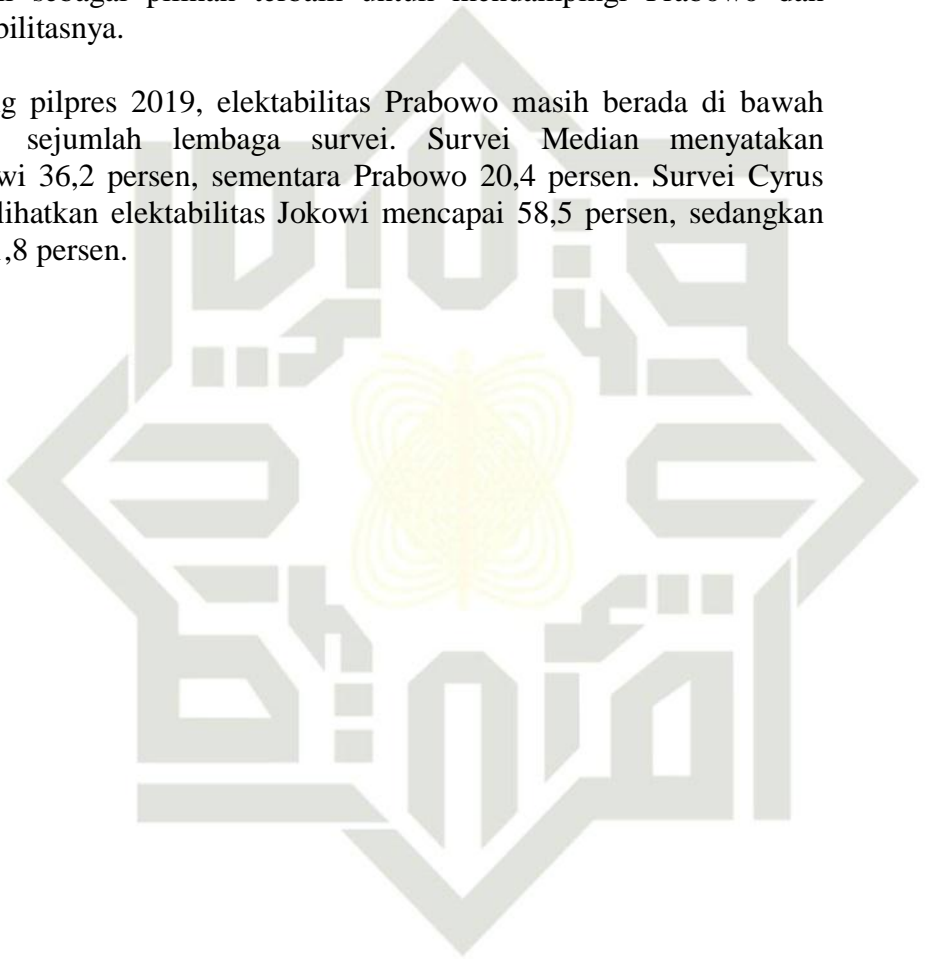 sebagai pilihan terbaik untuk mendampingi Prabowo dan
bilitasnya.
g pilpres 2019, elektabilitas Prabowo masih berada di bawah
sejumlah lembaga survei. Survei Median menyatakan
wi 36,2 persen, sementara Prabowo 20,4 persen. Survei Cyrus
lihatkan elektabilitas Jokowi mencapai 58,5 persen, sedangkan
,8 persen.